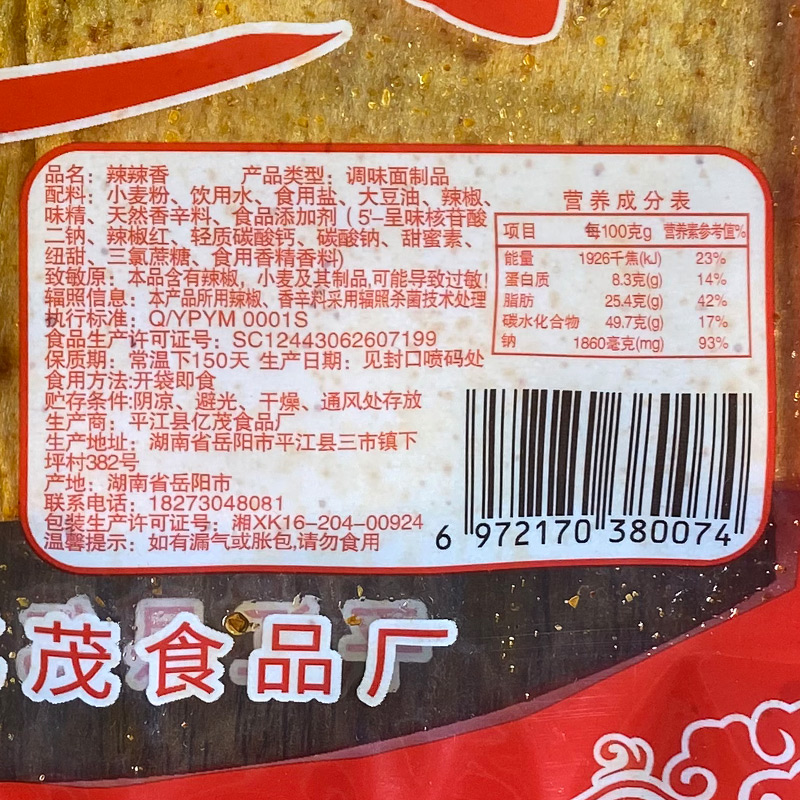 品名：辣辣香 产品类型：调味面制品
配料：小麦粉、饮用水、食用盐、大豆油、辣椒、
味精、天然香辛料、食品添加剂（5'-呈味核苷酸
二钠、辣椒红、轻质碳酸钙、碳酸钠、甜蜜素、
纽甜、三氯蔗糖、食用香精香料)
致敏原：本品含有辣椒，小麦及其制品,可能导致过敏!
辐照信息：本产品所用辣椒、香辛料采用辐照杀菌技术处理
执行标准：Q/YPYM 0001S
食品生产许可证号：SC12443062607199
保质期：常温下150天 生产日期：见封口喷码处
食用方法:开袋即食
贮存条件:阴凉、避光、干燥、通风处存放
生产商：平江县亿茂食品厂
生产地址：湖南省岳阳市平江县三市镇下
坪村382号
产地：湖南省岳阳市
联系电话：18273048081
包装生产许可证号：湘XK16-204-00924
温馨提示：如有漏气或胀包,请勿食用
营养成分表
项目 每100克g 营养素参考值%
能量 1926千焦(kJ) 23%
蛋白质 8.3克(g) 14%
脂肪 25.4克(g) 42%
碳水化合物 49.7克(g) 17%
钠 1860毫克(mg) 93%
6 972170 380074
茂食品厂